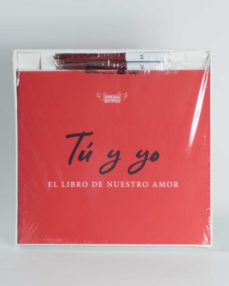 Tú y yo
EL LIBRO DE NUESTRO AMOR